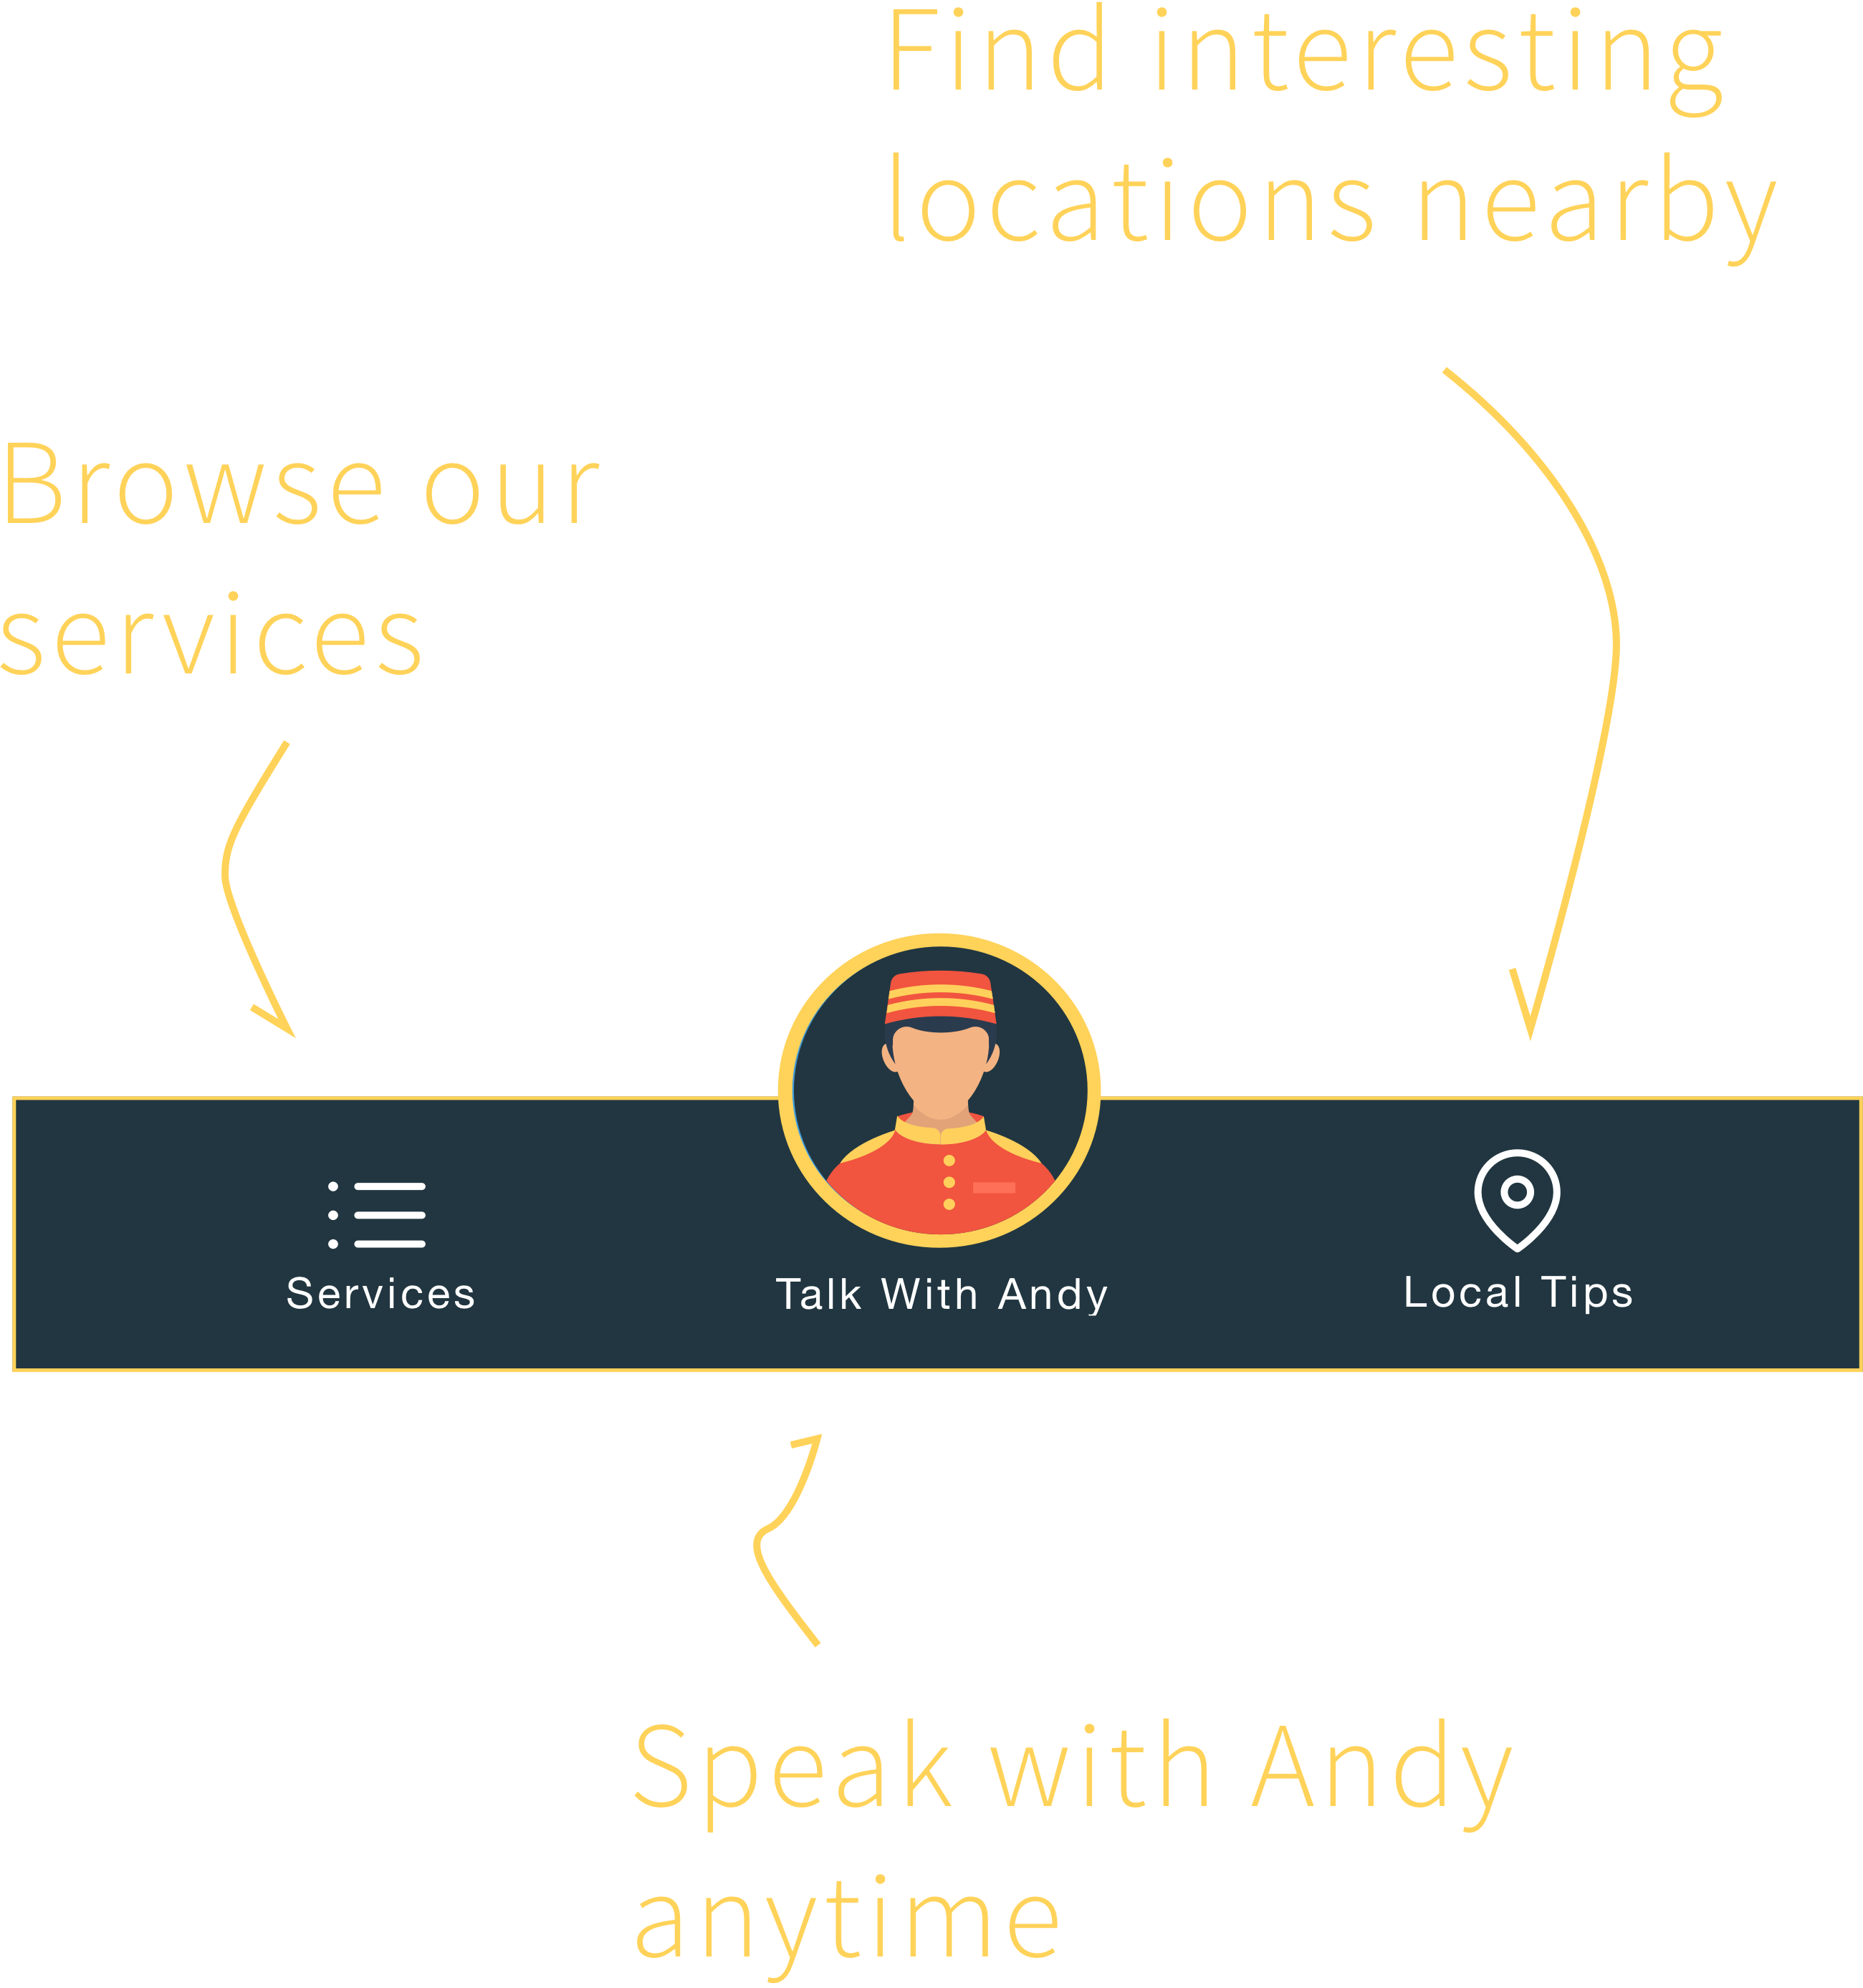 Find interesting
locations nearby
Browse our
services
Services
Talk With Andy
Local Tips
Speak with Andy
anytime